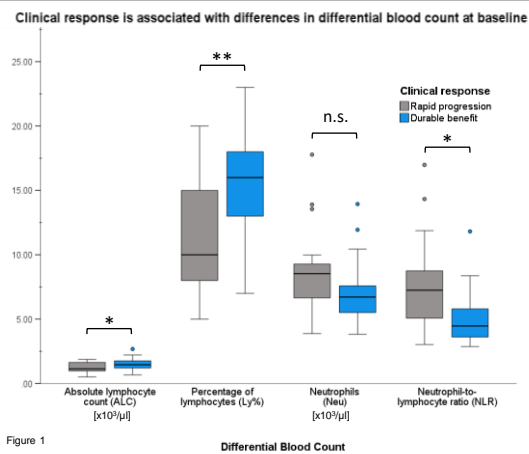 Clinical response is associated with differences in differential blood count at baseline
25.00
20.00
15.00
10.00
5.00
.00
**
n.s.
*
*
Clinical response
Rapid progression
Durable benefit
Absolute lymphocyte
count (ALC)
[x10³/µl]
Percentage of
lymphocytes (Ly%)
Neutrophils
(Neu)
[x10³/µl]
Neutrophil-to-
lymphocyte ratio (NLR)
Figure 1
Differential Blood Count